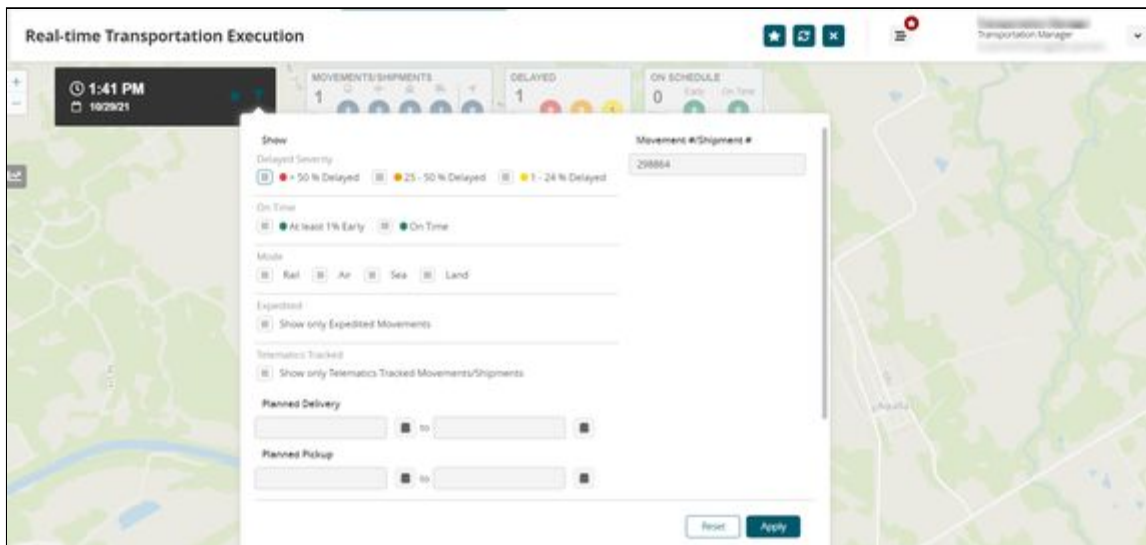 Real-time Transportation Execution
Transportation Manager
1:41 PM
10/29/21
MOVEMENTS/SHIPMENTS
1
DELAYED
1
ON SCHEDULE
0
Early On Time
Show
Delayed Severity
> 50 % Delayed 25 - 50 % Delayed 1 - 24 % Delayed
On Time
At least 1% Early On Time
Mode
Rail Air Sea Land
Expedited
Show only Expedited Movements
Telematics Tracked
Show only Telematics Tracked Movements/Shipments
Planned Delivery
to
Planned Pickup
to
Movement #/Shipment #
298864
Reset Apply